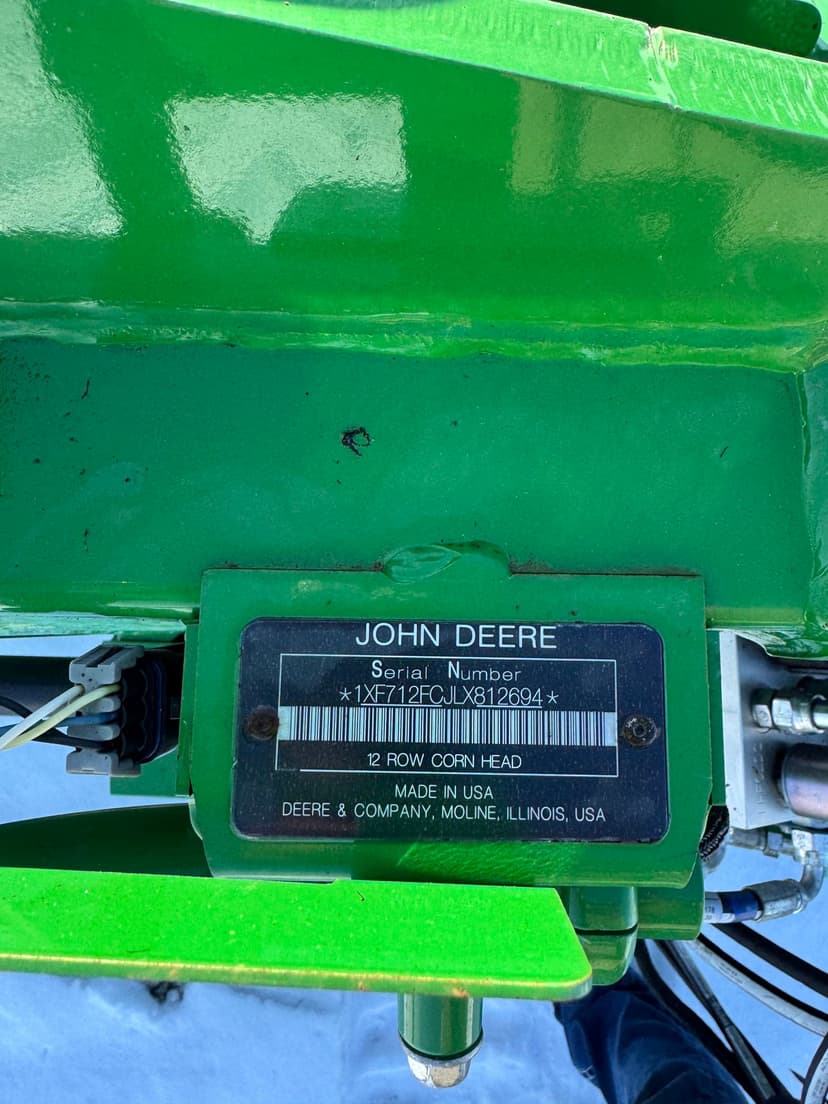 JOHN DEERE
Serial Number
*1XF712FCJLX812694*
12 ROW CORN HEAD
MADE IN USA
DEERE & COMPANY, MOLINE, ILLINOIS, USA